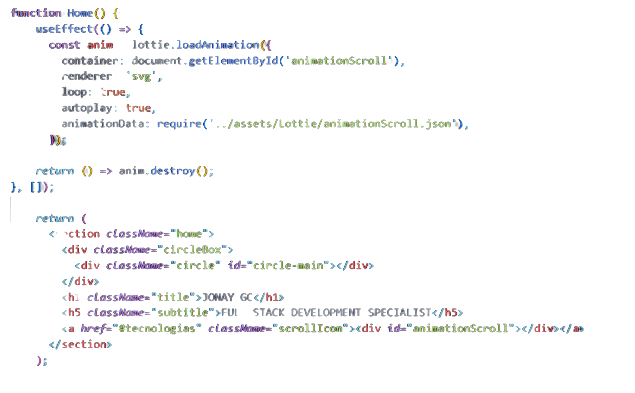 function Home() {
useEffect(() => {
const anim lottie.loadAnimation({
container: document.getElementById('animationScroll'),
renderer 'svg',
loop: true,
autoplay: true,
animationData: require('../assets/Lottie/animationScroll.json'),
});
return () => anim.destroy();
}, []);
return (
<section className="home">
<div className="circleBox">
<div className="circle" id="circle-main"></div>
</div>
<h1 className="title">JONAY GC</h1>
<h5 className="subtitle">FUL STACK DEVELOPMENT SPECIALIST</h5>
<a href="#tecnologias" className="scrollIcon"><div id="animationScroll"></div></a>
</section>
);